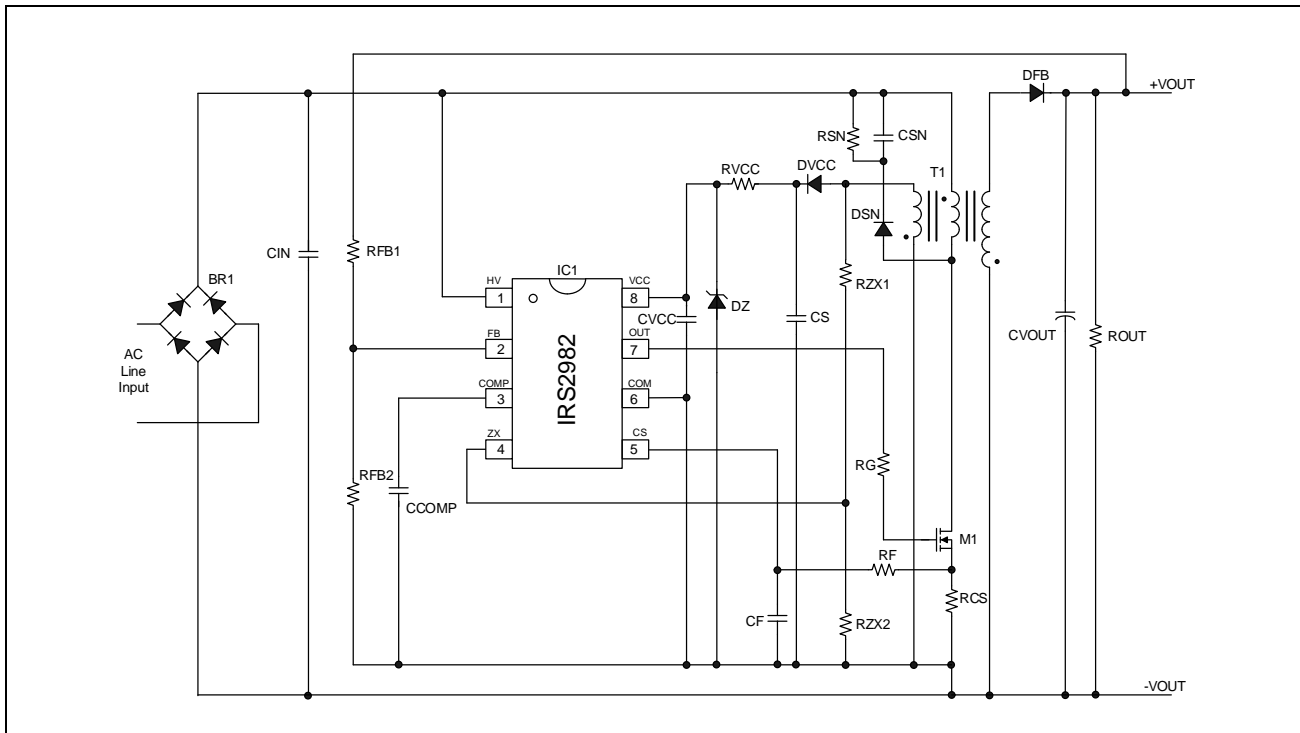 DFB
+VOUT
RSN
CSN
RVCC
DVCC
T1
DSN
CIN
RFB1
BR1
IC1
HV
VCC
1
8
RZX1
CVCC
DZ
CS
FB
OUT
2
7
CVOUT
ROUT
AC
Line
Input
IRS2982
COMP
COM
3
6
ZX
CS
4
5
RG
RFB2
CCOMP
M1
RF
RCS
CF
RZX2
-VOUT